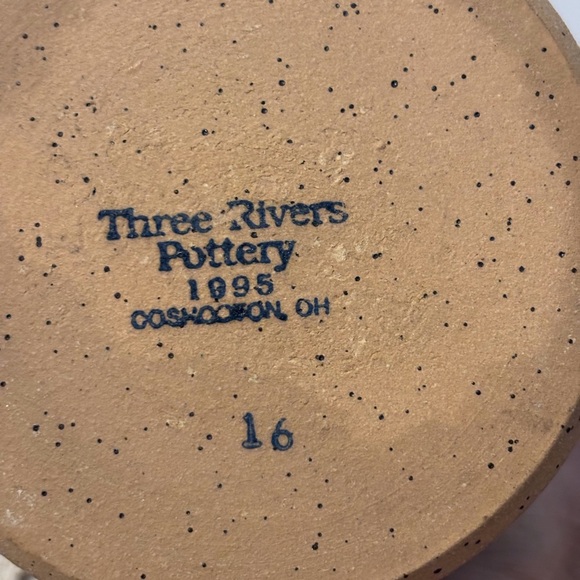 Three Rivers
Pottery
1995
COSHOCTON, OH
16